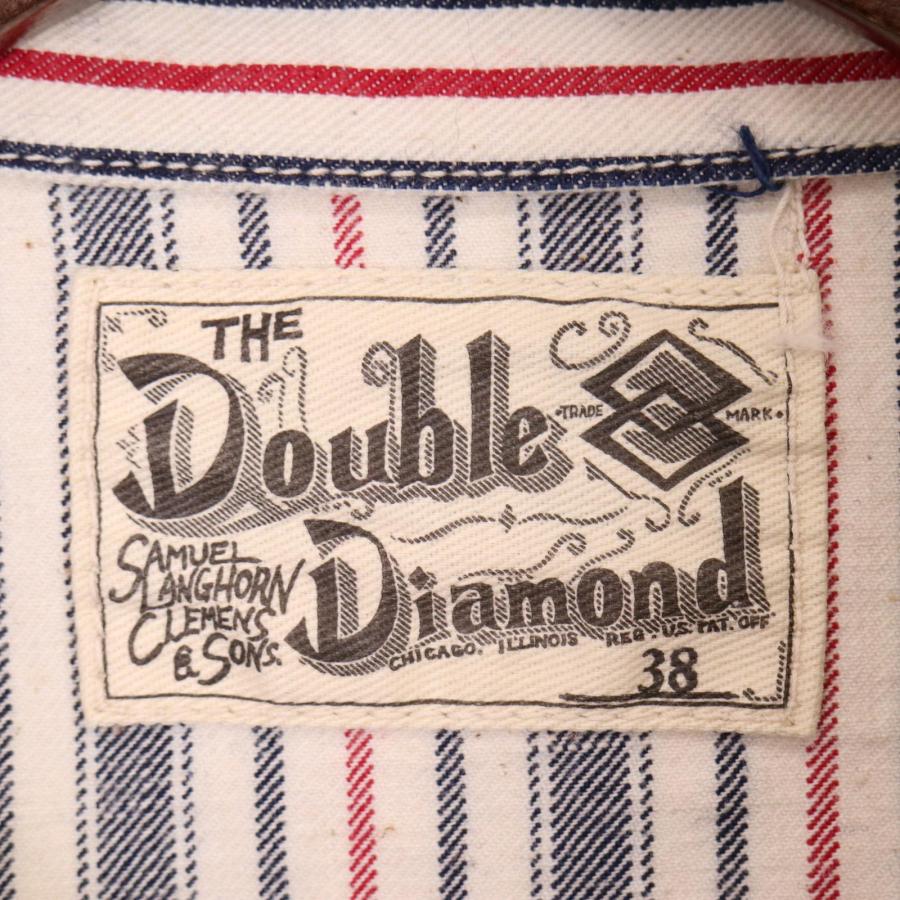 THE
Double
TRADE MARK
Diamond
SAMUEL
LANGHORN
CLEMENS
& SONS.
CHICAGO. ILLINOIS REG. U.S. PAT. OFF
38